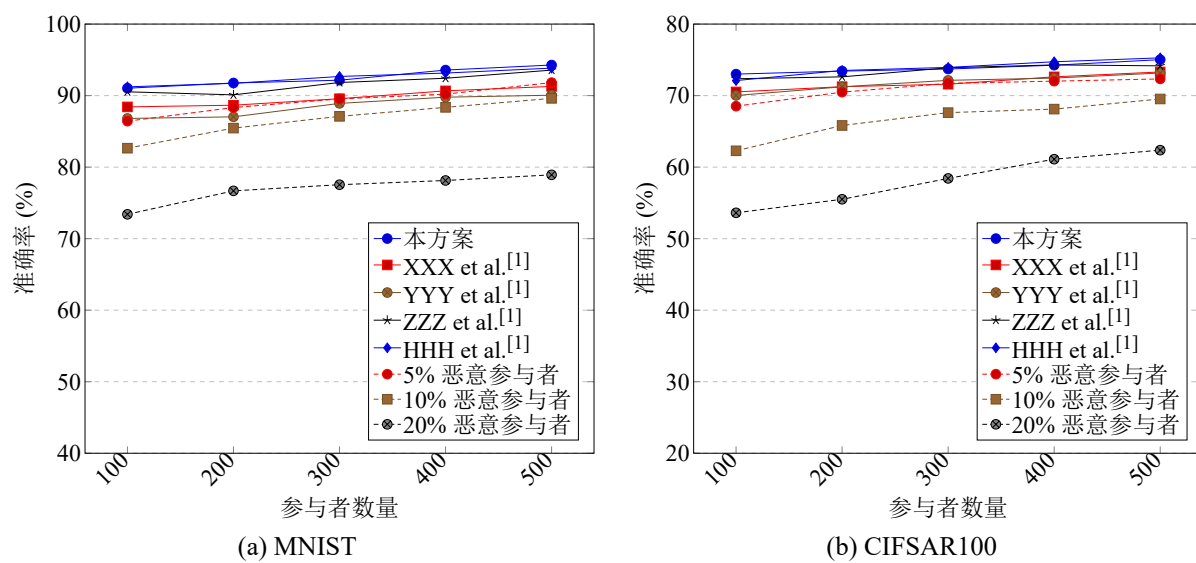 100
90
80
70
60
50
40
准确率 (%)
本方案
XXX et al.[1]
YYY et al.[1]
ZZZ et al.[1]
HHH et al.[1]
5% 恶意参与者
10% 恶意参与者
20% 恶意参与者
100 200 300 400 500
参与者数量
(a) MNIST
80
70
60
50
40
30
20
准确率 (%)
本方案
XXX et al.[1]
YYY et al.[1]
ZZZ et al.[1]
HHH et al.[1]
5% 恶意参与者
10% 恶意参与者
20% 恶意参与者
100 200 300 400 500
参与者数量
(b) CIFSAR100